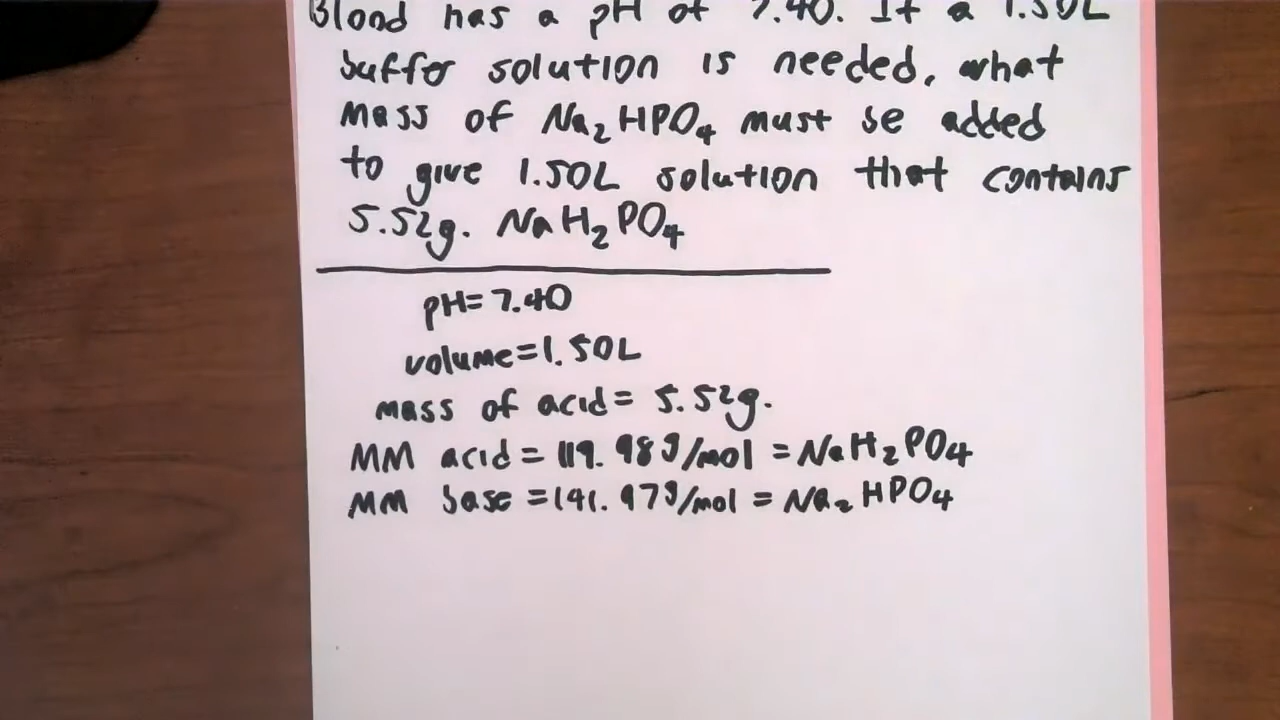 Blood has a pH of 7.40. If a 1.50L
buffer solution is needed, what
mass of Na₂HPO₄ must be added
to give 1.50L solution that contains
5.52g. NaH₂PO₄
pH=7.40
volume=1.50L
mass of acid= 5.52g.
MM acid = 119.98g/mol = NaH₂PO₄
MM base = 141.97g/mol = Na₂HPO₄